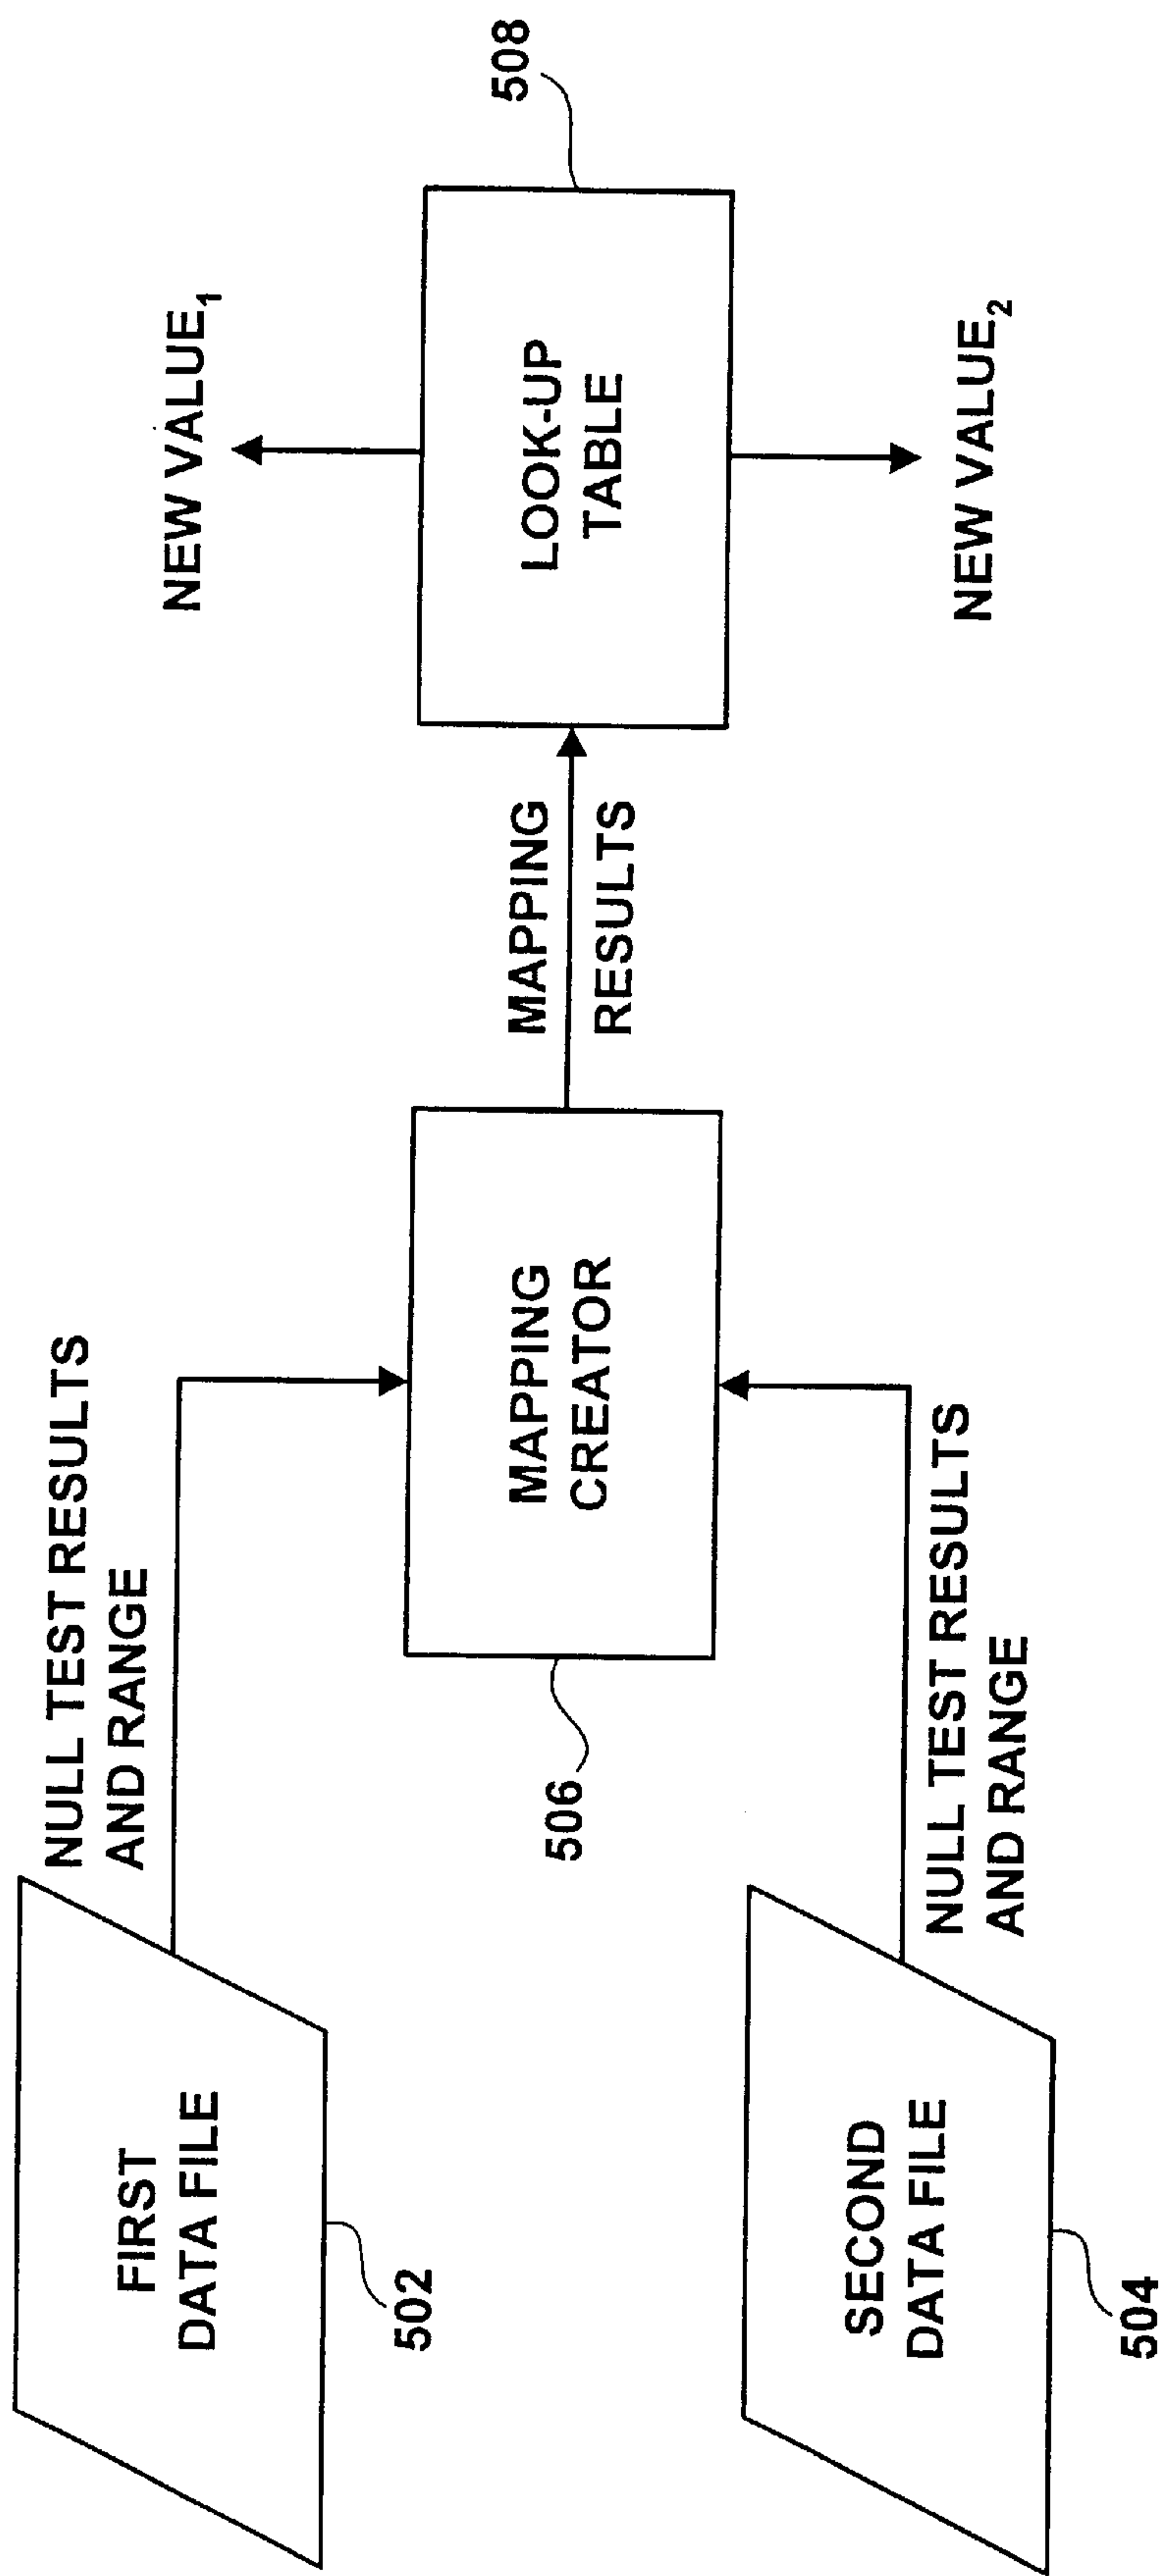 FIRST
DATA FILE
502
NULL TEST RESULTS
AND RANGE
SECOND
DATA FILE
504
NULL TEST RESULTS
AND RANGE
MAPPING
CREATOR
506
MAPPING
RESULTS
LOOK-UP
TABLE
508
NEW VALUE₁
NEW VALUE₂